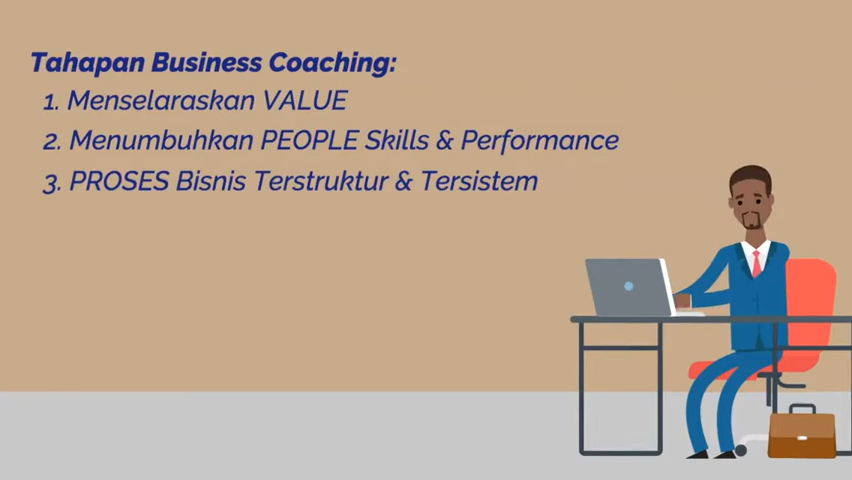 Tahapan Business Coaching:
1. Menselaraskan VALUE
2. Menumbuhkan PEOPLE Skills & Performance
3. PROSES Bisnis Terstruktur & Tersistem